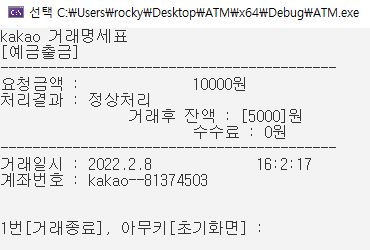 선택 C:₩Users₩rocky₩Desktop₩ATM₩x64₩Debug₩ATM.exe
kakao 거래명세표
[예금출금]
----------------------------------------
요청금액 : 10000원
처리결과 : 정상처리
거래후 잔액 : [5000]원
수수료 : 0원
----------------------------------------
거래일시 : 2022.2.8 16:2:17
계좌번호 : kakao--81374503
1번[거래종료], 아무키[초기화면] :